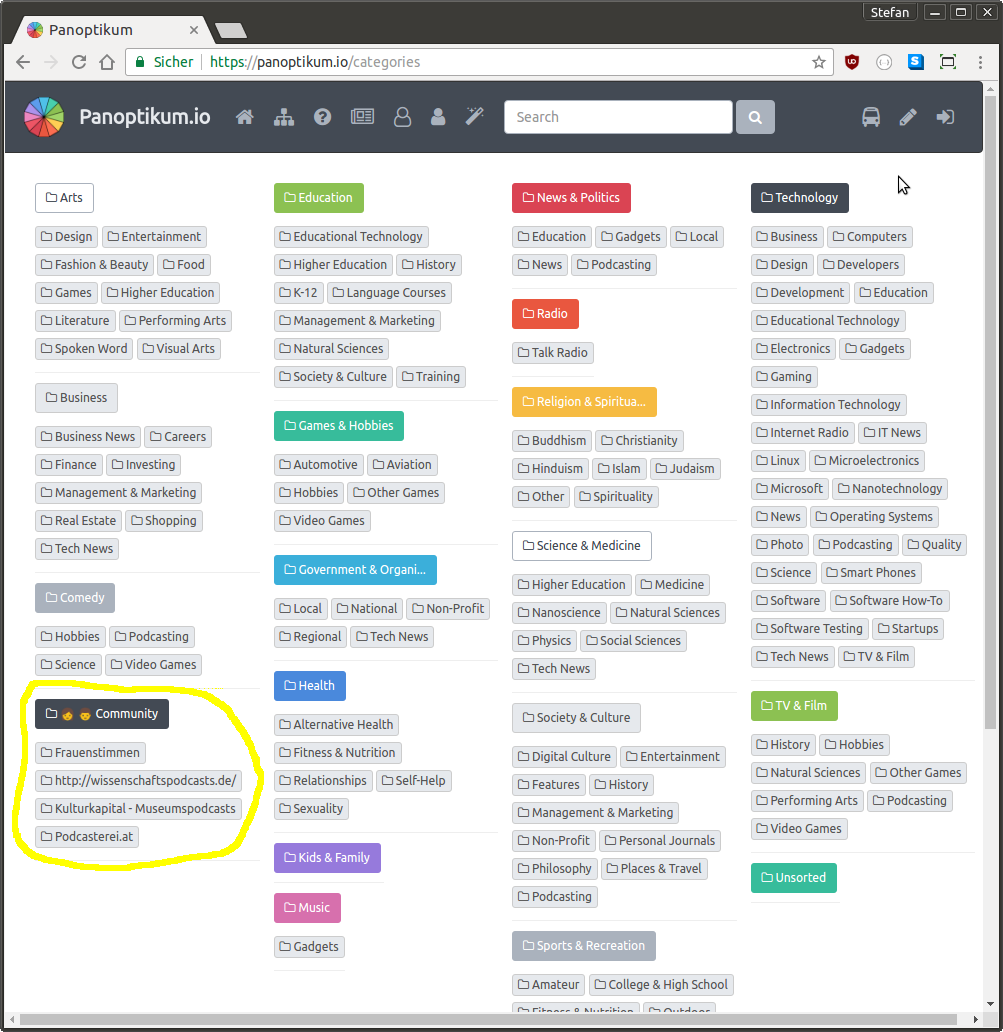 Stefan
Panoptikum
Sicher https://panoptikum.io/categories
Panoptikum.io Search
Arts
Design Entertainment
Fashion & Beauty Food
Games Higher Education
Literature Performing Arts
Spoken Word Visual Arts
Business
Business News Careers
Finance Investing
Management & Marketing
Real Estate Shopping
Tech News
Comedy
Hobbies Podcasting
Science Video Games
Community
Frauenstimmen
http://wissenschaftspodcasts.de/
Kulturkapital - Museumspodcasts
Podcasterei.at
Education
Educational Technology
Higher Education History
K-12 Language Courses
Management & Marketing
Natural Sciences
Society & Culture Training
Games & Hobbies
Automotive Aviation
Hobbies Other Games
Video Games
Government & Organi...
Local National Non-Profit
Regional Tech News
Health
Alternative Health
Fitness & Nutrition
Relationships Self-Help
Sexuality
Kids & Family
Music
Gadgets
News & Politics
Education Gadgets Local
News Podcasting
Radio
Talk Radio
Religion & Spiritua...
Buddhism Christianity
Hinduism Islam Judaism
Other Spirituality
Science & Medicine
Higher Education Medicine
Nanoscience Natural Sciences
Physics Social Sciences
Tech News
Society & Culture
Digital Culture Entertainment
Features History
Management & Marketing
Non-Profit Personal Journals
Philosophy Places & Travel
Podcasting
Sports & Recreation
Amateur College & High School
Fitness & Nutrition Outdoor
Technology
Business Computers
Design Developers
Development Education
Educational Technology
Electronics Gadgets
Gaming
Information Technology
Internet Radio IT News
Linux Microelectronics
Microsoft Nanotechnology
News Operating Systems
Photo Podcasting Quality
Science Smart Phones
Software Software How-To
Software Testing Startups
Tech News TV & Film
TV & Film
History Hobbies
Natural Sciences Other Games
Performing Arts Podcasting
Video Games
Unsorted